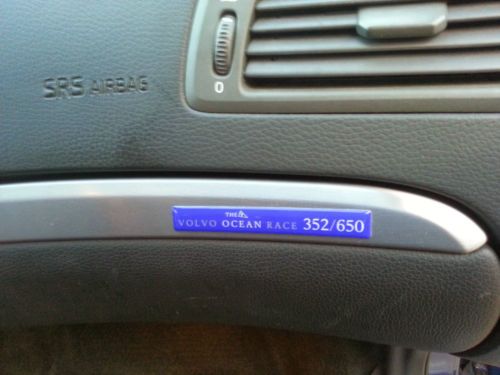 SRS AIRBAG
0
THE
VOLVO OCEAN RACE 352/650